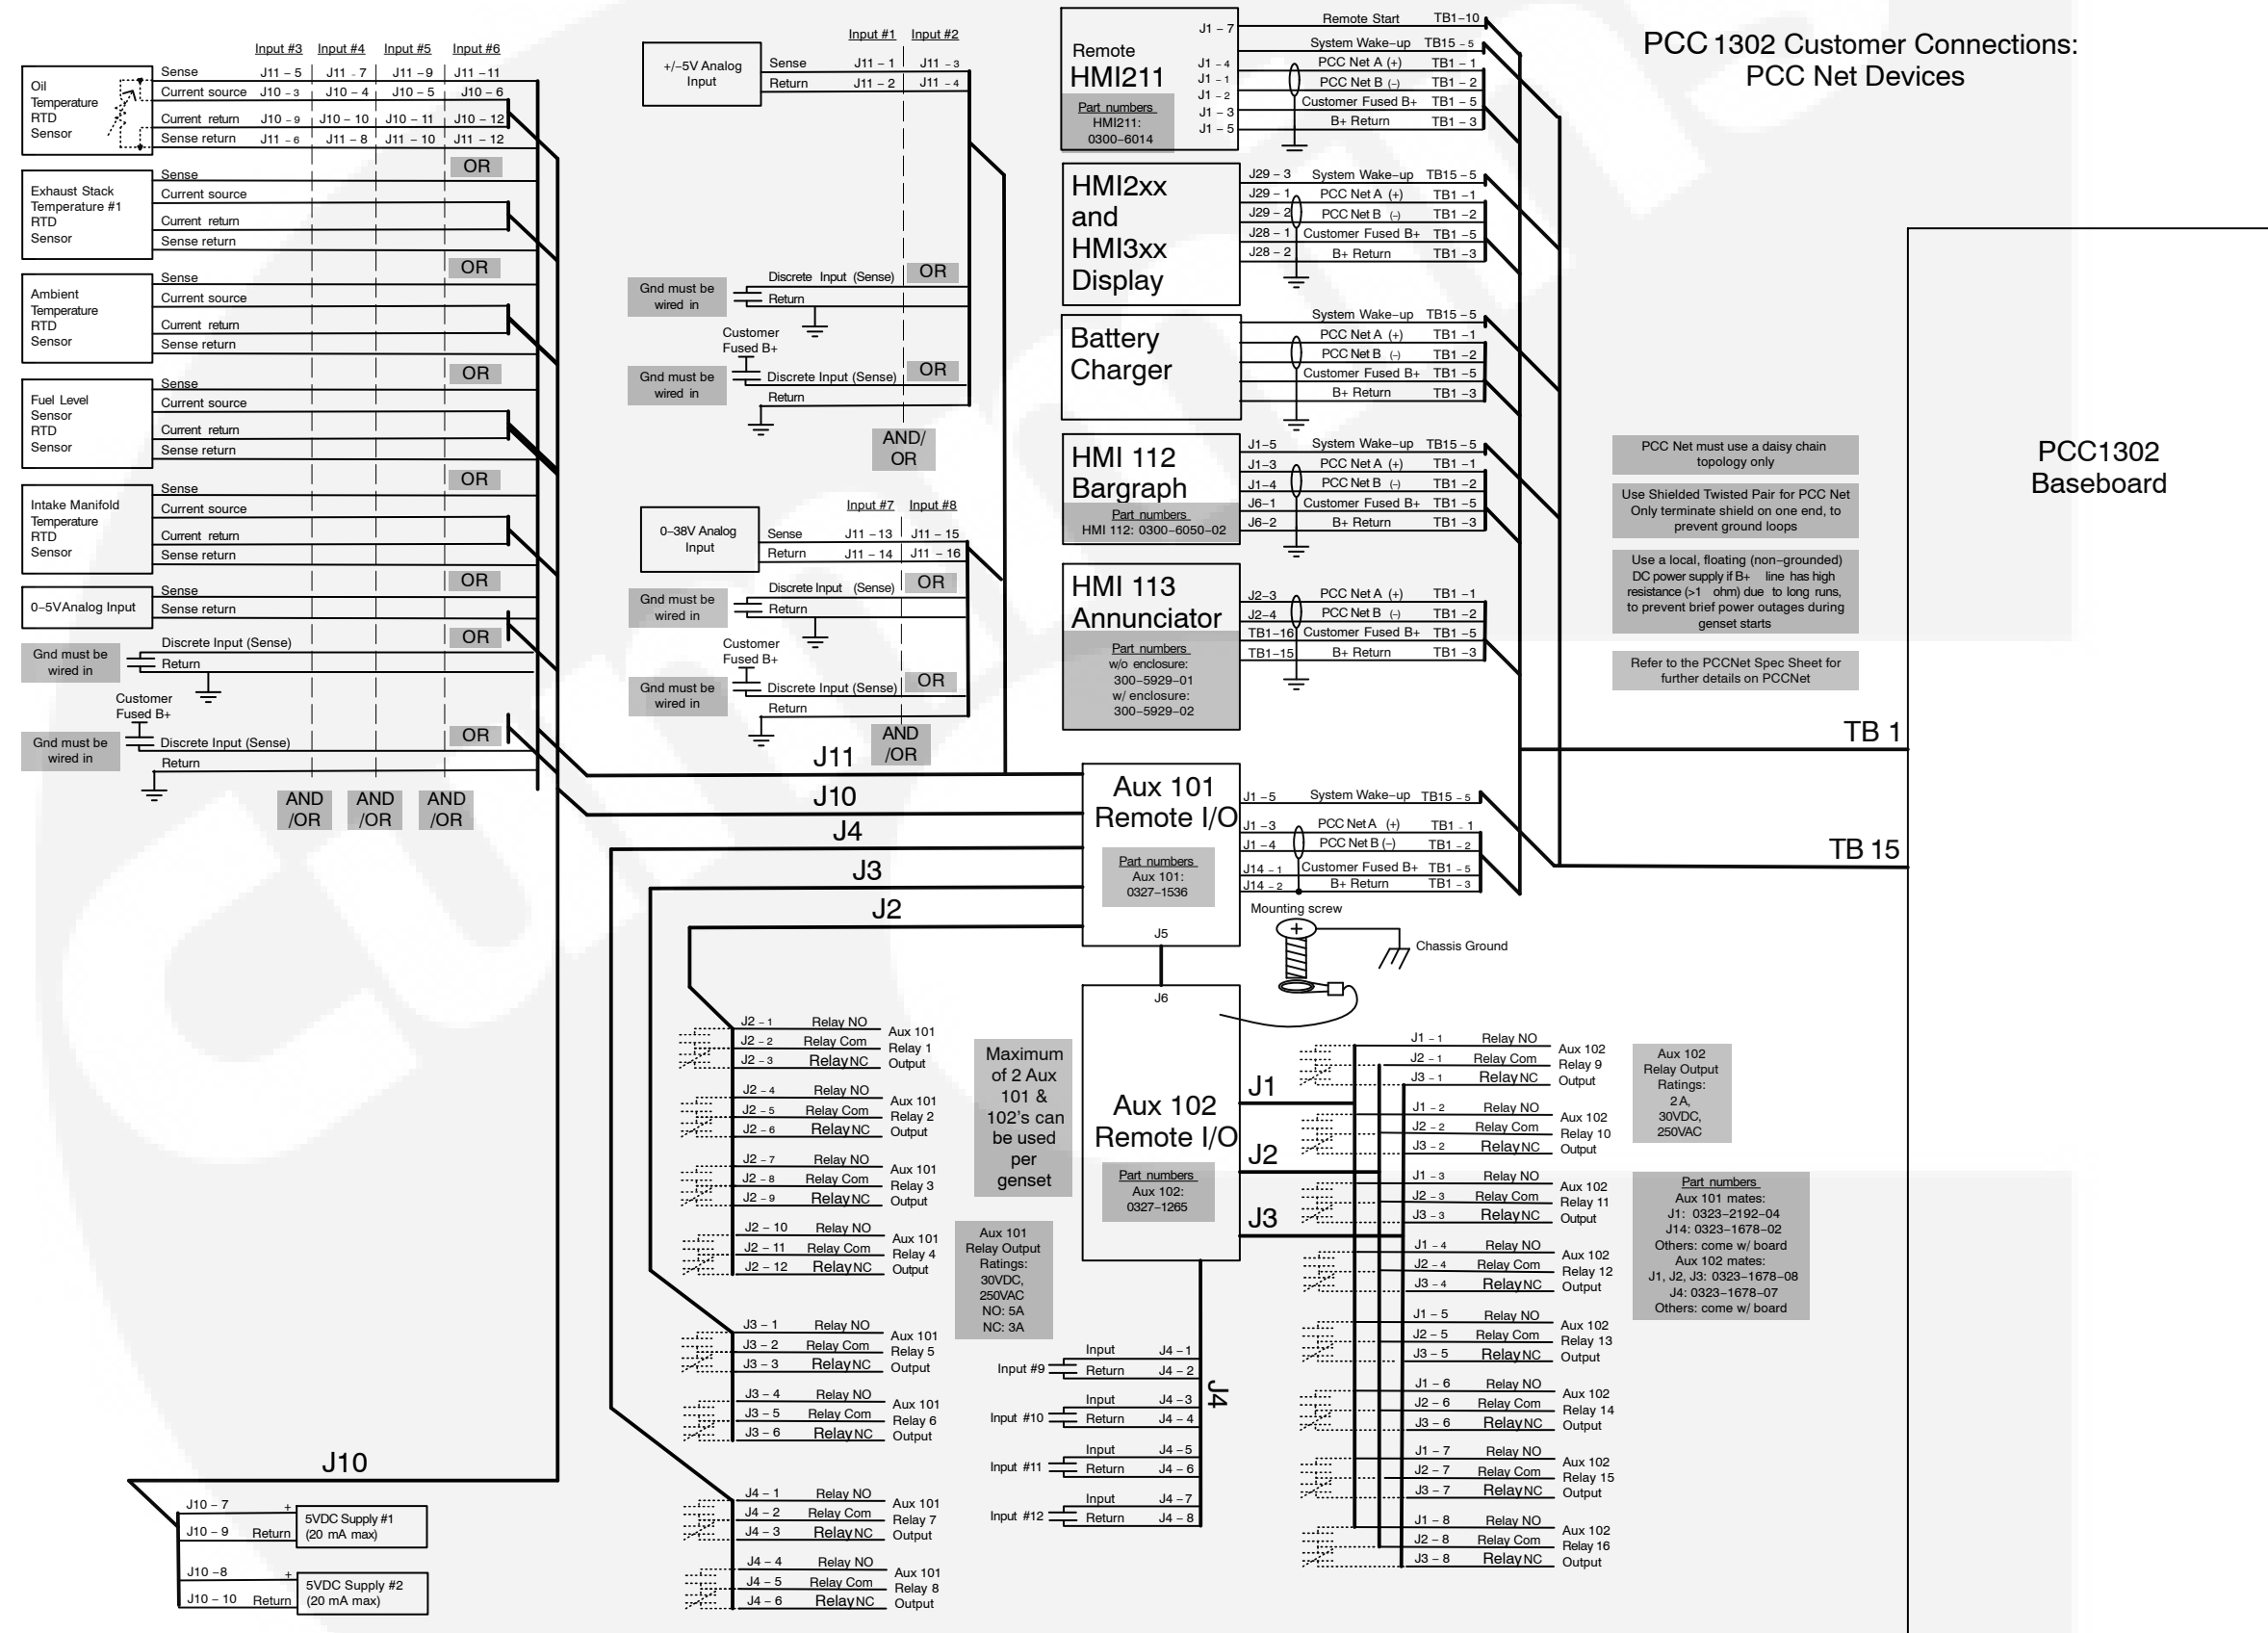 PCC 1302 Customer Connections:
PCC Net Devices
Input #3 Input #4 Input #5 Input #6
Oil
Temperature
RTD
Sensor
Sense J11 – 5 J11 – 7 J11 – 9 J11 – 11
Current source J10 – 3 J10 – 4 J10 – 5 J10 – 6
Current return J10 – 9 J10 – 10 J10 – 11 J10 – 12
Sense return J11 – 6 J11 – 8 J11 – 10 J11 – 12
OR
Exhaust Stack
Temperature #1
RTD
Sensor
Sense
Current source
Current return
Sense return
OR
Ambient
Temperature
RTD
Sensor
Sense
Current source
Current return
Sense return
OR
Fuel Level
Sensor
RTD
Sensor
Sense
Current source
Current return
Sense return
OR
Intake Manifold
Temperature
RTD
Sensor
Sense
Current source
Current return
Sense return
OR
0–5V Analog Input
Sense
Sense return
OR
Gnd must be
wired in
Discrete Input (Sense)
Return
Customer
Fused B+
OR
Gnd must be
wired in
Discrete Input (Sense)
Return
AND
/OR
AND
/OR
AND
/OR
Input #1 Input #2
+/–5V Analog
Input
Sense J11 – 1 J11 – 3
Return J11 – 2 J11 – 4
OR
Gnd must be
wired in
Discrete Input (Sense)
Return
Customer
Fused B+
OR
Gnd must be
wired in
Discrete Input (Sense)
Return
AND/
OR
Input #7 Input #8
0–38V Analog
Input
Sense J11 – 13 J11 – 15
Return J11 – 14 J11 – 16
OR
Gnd must be
wired in
Discrete Input (Sense)
Return
Customer
Fused B+
OR
Gnd must be
wired in
Discrete Input (Sense)
Return
AND
/OR
J11
J10
J4
J3
J2
Remote
HMI211
Part numbers
HMI211:
0300–6014
J1 – 7
J1 – 4
J1 – 1
J1 – 2
J1 – 3
J1 – 5
Remote Start TB1–10
System Wake–up TB15 – 5
PCC Net A (+) TB1 – 1
PCC Net B (–) TB1 – 2
Customer Fused B+ TB1 – 5
B+ Return TB1 – 3
HMI2xx
and
HMI3xx
Display
J29 – 3 System Wake–up TB15 – 5
J29 – 1 PCC Net A (+) TB1 –1
J29 – 2 PCC Net B (–) TB1 –2
J28 – 1 Customer Fused B+ TB1 –5
J28 – 2 B+ Return TB1 –3
Battery
Charger
System Wake–up TB15 – 5
PCC Net A (+) TB1 –1
PCC Net B (–) TB1 –2
Customer Fused B+ TB1 –5
B+ Return TB1 –3
HMI 112
Bargraph
Part numbers
HMI 112: 0300–6050–02
J1–5 System Wake–up TB15 – 5
J1–3 PCC Net A (+) TB1 –1
J1–4 PCC Net B (–) TB1 –2
J6–1 Customer Fused B+ TB1 –5
J6–2 B+ Return TB1 –3
HMI 113
Annunciator
Part numbers
w/o enclosure:
300–5929–01
w/ enclosure:
300–5929–02
J2–3 PCC Net A (+) TB1 –1
J2–4 PCC Net B (–) TB1 –2
TB1–16 Customer Fused B+ TB1 –5
TB1–15 B+ Return TB1 –3
PCC Net must use a daisy chain
topology only
Use Shielded Twisted Pair for PCC Net
Only terminate shield on one end, to
prevent ground loops
Use a local, floating (non–grounded)
DC power supply if B+ line has high
resistance (>1 ohm) due to long runs,
to prevent brief power outages during
genset starts
Refer to the PCCNet Spec Sheet for
further details on PCCNet
PCC1302
Baseboard
TB 1
TB 15
Aux 101
Remote I/O
Part numbers
Aux 101:
0327–1536
J5
J1 – 5 System Wake–up TB15 – 5
J1 – 3 PCC Net A (+) TB1 – 1
J1 – 4 PCC Net B (–) TB1 – 2
J14 – 1 Customer Fused B+ TB1 – 5
J14 – 2 B+ Return TB1 – 3
Mounting screw
Chassis Ground
J6
Aux 102
Remote I/O
Part numbers
Aux 102:
0327–1265
J1
J2
J3
J4
Maximum
of 2 Aux
101 &
102's can
be used
per
genset
Aux 101
Relay Output
Ratings:
30VDC,
250VAC
NO: 5A
NC: 3A
J2 – 1 Relay NO
J2 – 2 Relay Com
J2 – 3 Relay NC
Aux 101
Relay 1
Output
J2 – 4 Relay NO
J2 – 5 Relay Com
J2 – 6 Relay NC
Aux 101
Relay 2
Output
J2 – 7 Relay NO
J2 – 8 Relay Com
J2 – 9 Relay NC
Aux 101
Relay 3
Output
J2 – 10 Relay NO
J2 – 11 Relay Com
J2 – 12 Relay NC
Aux 101
Relay 4
Output
J3 – 1 Relay NO
J3 – 2 Relay Com
J3 – 3 Relay NC
Aux 101
Relay 5
Output
J3 – 4 Relay NO
J3 – 5 Relay Com
J3 – 6 Relay NC
Aux 101
Relay 6
Output
J4 – 1 Relay NO
J4 – 2 Relay Com
J4 – 3 Relay NC
Aux 101
Relay 7
Output
J4 – 4 Relay NO
J4 – 5 Relay Com
J4 – 6 Relay NC
Aux 101
Relay 8
Output
Input #9
Input J4 – 1
Return J4 – 2
Input #10
Input J4 – 3
Return J4 – 4
Input #11
Input J4 – 5
Return J4 – 6
Input #12
Input J4 – 7
Return J4 – 8
J1 – 1 Relay NO
J2 – 1 Relay Com
J3 – 1 Relay NC
Aux 102
Relay 9
Output
J1 – 2 Relay NO
J2 – 2 Relay Com
J3 – 2 Relay NC
Aux 102
Relay 10
Output
J1 – 3 Relay NO
J2 – 3 Relay Com
J3 – 3 Relay NC
Aux 102
Relay 11
Output
J1 – 4 Relay NO
J2 – 4 Relay Com
J3 – 4 Relay NC
Aux 102
Relay 12
Output
J1 – 5 Relay NO
J2 – 5 Relay Com
J3 – 5 Relay NC
Aux 102
Relay 13
Output
J1 – 6 Relay NO
J2 – 6 Relay Com
J3 – 6 Relay NC
Aux 102
Relay 14
Output
J1 – 7 Relay NO
J2 – 7 Relay Com
J3 – 7 Relay NC
Aux 102
Relay 15
Output
J1 – 8 Relay NO
J2 – 8 Relay Com
J3 – 8 Relay NC
Aux 102
Relay 16
Output
Aux 102
Relay Output
Ratings:
2 A,
30VDC,
250VAC
Part numbers
Aux 101 mates:
J1: 0323–2192–04
J14: 0323–1678–02
Others: come w/ board
Aux 102 mates:
J1, J2, J3: 0323–1678–08
J4: 0323–1678–07
Others: come w/ board
J10
J10 – 7 +
J10 – 9 Return
5VDC Supply #1
(20 mA max)
J10 –8 +
J10 – 10 Return
5VDC Supply #2
(20 mA max)